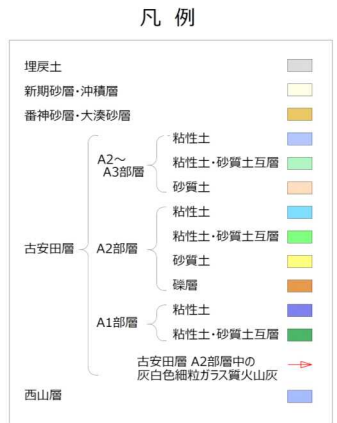 凡 例
埋戻土
新期砂層・沖積層
番神砂層・大湊砂層
古安田層
A2～
A3部層
粘性土
粘性土・砂質土互層
砂質土
A2部層
粘性土
粘性土・砂質土互層
砂質土
礫層
A1部層
粘性土
粘性土・砂質土互層
古安田層 A2部層中の
灰白色細粒ガラス質火山灰
西山層